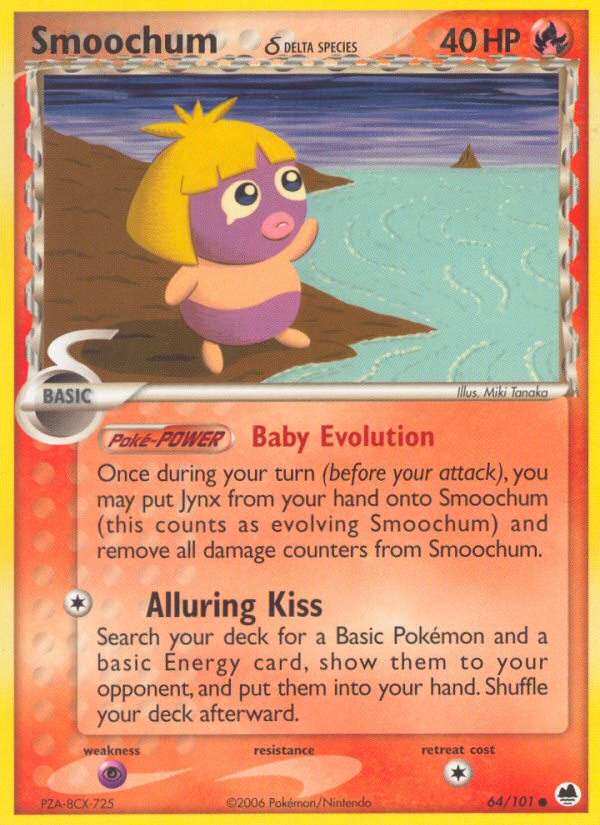 Smoochum δ DELTA SPECIES 40 HP
Illus. Miki Tanaka
BASIC
Poké-POWER Baby Evolution
Once during your turn (before your attack), you
may put Jynx from your hand onto Smoochum
(this counts as evolving Smoochum) and
remove all damage counters from Smoochum.
Alluring Kiss
Search your deck for a Basic Pokémon and a
basic Energy card, show them to your
opponent, and put them into your hand. Shuffle
your deck afterward.
weakness resistance retreat cost
PZA-8CX-725 ©2006 Pokémon/Nintendo 64/101 ●